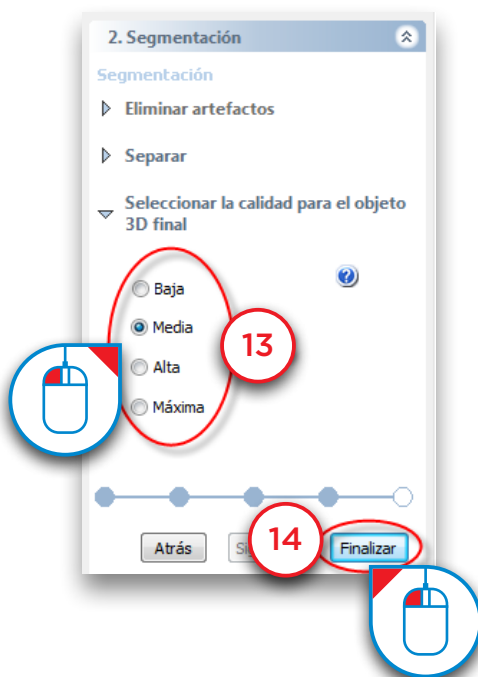 2. Segmentación
Segmentación
Eliminar artefactos
Separar
Seleccionar la calidad para el objeto
3D final
Baja
Media
13
Alta
Máxima
Atrás
14
Finalizar